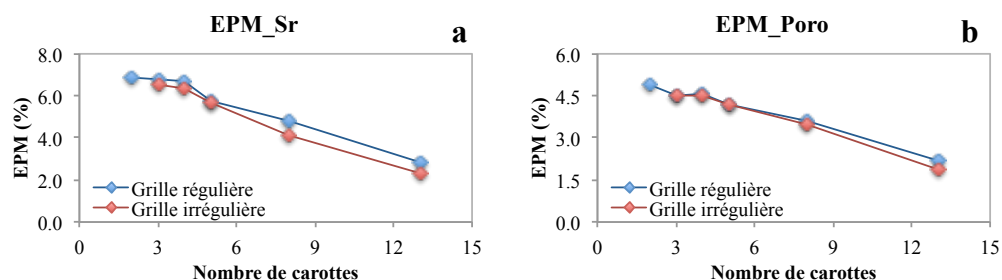 EPM_Sr
a
EPM (%)
8.0
6.0
4.0
2.0
0.0
Grille régulière
Grille irrégulière
0 3 6 9 12 15
Nombre de carottes
EPM_Poro
b
EPM (%)
6.0
4.5
3.0
1.5
0.0
Grille régulière
Grille irrégulière
0 3 6 9 12 15
Nombre de carottes